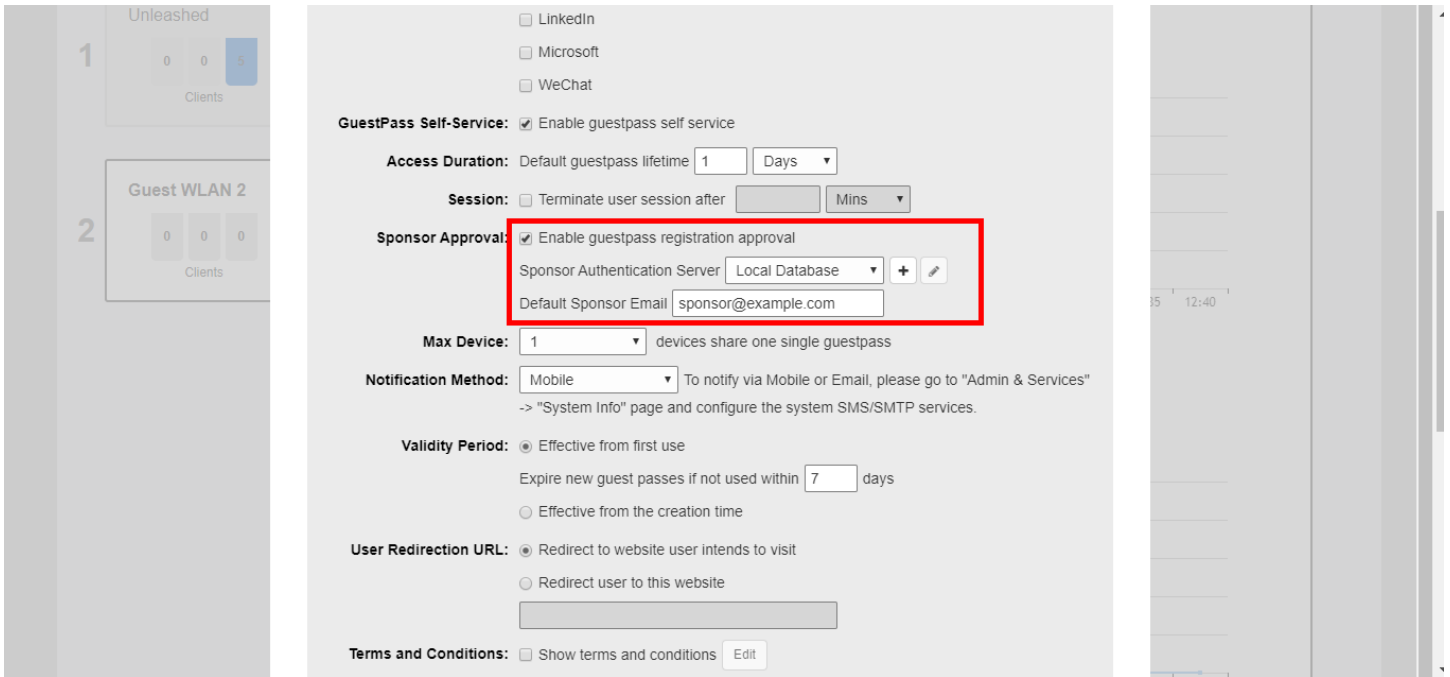 Unleashed
1
0 0 5
Clients
Guest WLAN 2
2
0 0 0
Clients
LinkedIn
Microsoft
WeChat
GuestPass Self-Service: Enable guestpass self service
Access Duration: Default guestpass lifetime 1 Days
Session: Terminate user session after Mins
Sponsor Approval: Enable guestpass registration approval
Sponsor Authentication Server Local Database +
Default Sponsor Email sponsor@example.com
Max Device: 1 devices share one single guestpass
Notification Method: Mobile To notify via Mobile or Email, please go to "Admin & Services"
-> "System Info" page and configure the system SMS/SMTP services.
Validity Period: Effective from first use
Expire new guest passes if not used within 7 days
Effective from the creation time
User Redirection URL: Redirect to website user intends to visit
Redirect user to this website
Terms and Conditions: Show terms and conditions Edit
12:40